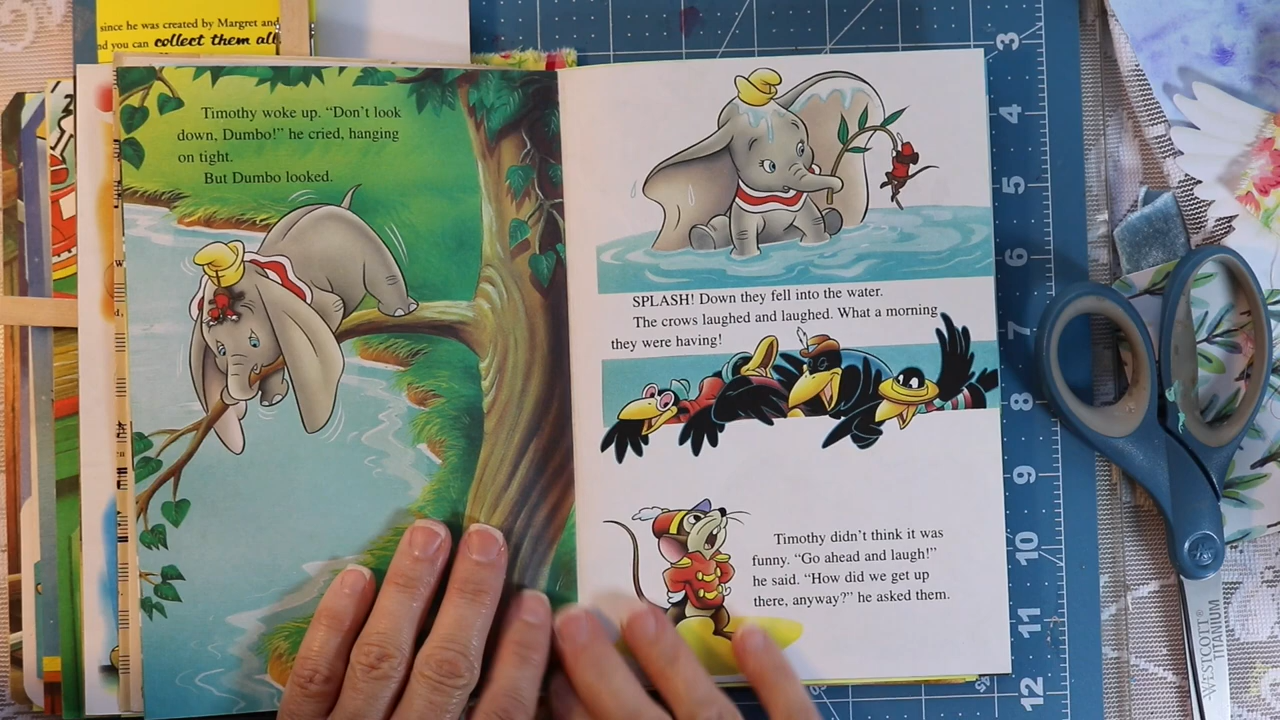 since he was created by Margret and
nd you can collect them all
Timothy woke up. “Don’t look
down, Dumbo!” he cried, hanging
on tight.
But Dumbo looked.
SPLASH! Down they fell into the water.
The crows laughed and laughed. What a morning
they were having!
Timothy didn’t think it was
funny. “Go ahead and laugh!”
he said. “How did we get up
there, anyway?” he asked them.
3
4
5
6
7
8
9
10
11
12
WESTCOTT®
TITANIUM
2